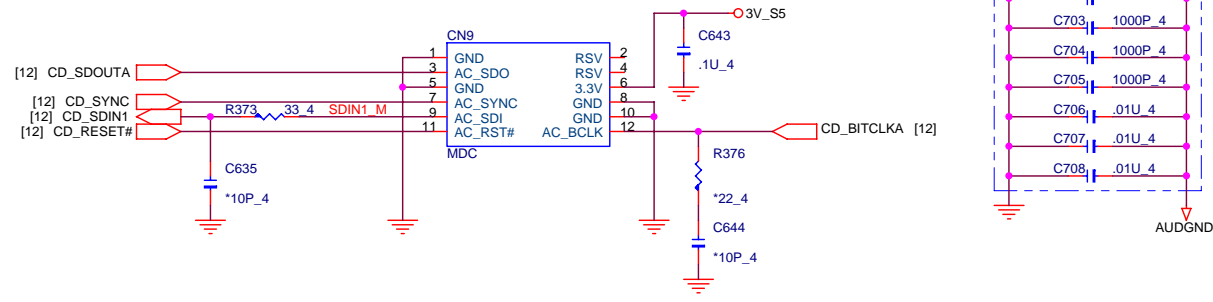 3V_S5
C703 1000P_4
CN9
C643
1 GND RSV 2
C704 1000P_4
.1U_4
[12] CD_SDOUTA 3 AC_SDO RSV 4
5 GND 3.3V 6
C705 1000P_4
[12] CD_SYNC 7 AC_SYNC GND 8
C706 .01U_4
[12] CD_SDIN1 R373 33_4 SDIN1_M 9 AC_SDI GND 10
[12] CD_RESET# 11 AC_RST# AC_BCLK 12 CD_BITCLKA [12]
C707 .01U_4
MDC
R376
C635
C708 .01U_4
*10P_4
*22_4
C644
AUDGND
*10P_4